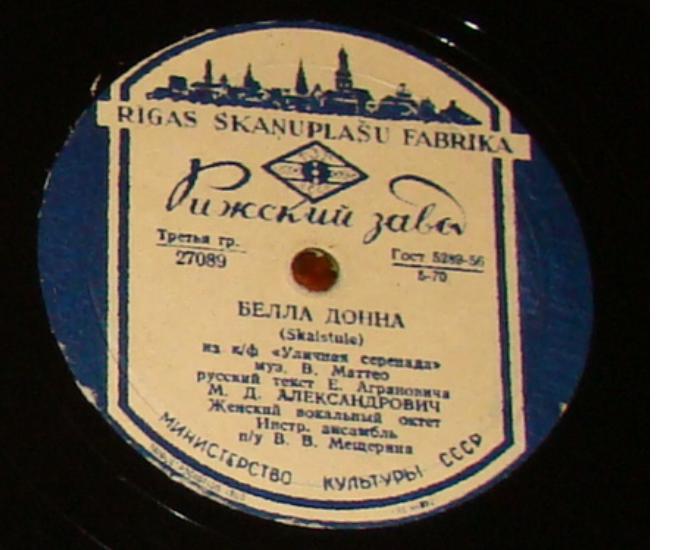 RIGAS SKAŅUPLAŠU FABRIKA
Рижский завод
Третья гр.
27089
Гост 5289-56
5-70
БЕЛЛА ДОННА
(Skaistule)
из к/ф «Уличная серенада»
муз. В. Маттео
русский текст Е. Аграновича
М. Д. АЛЕКСАНДРОВИЧ
Женский вокальный октет
Инстр. ансамбль
п/у В. В. Мещерина
МИНИСТЕРСТВО КУЛЬТУРЫ СССР